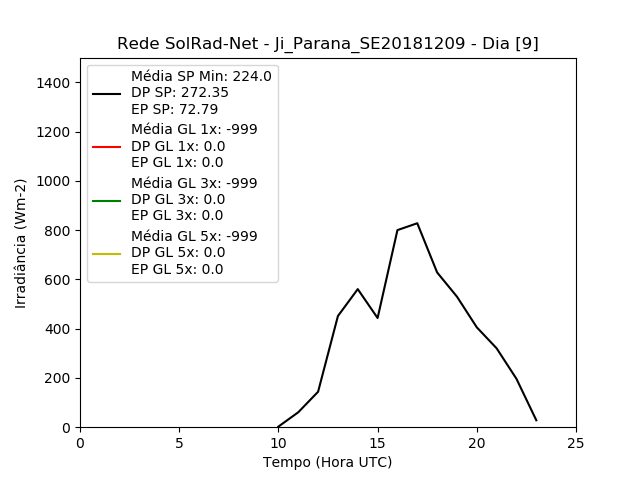 Rede SolRad-Net - Ji_Parana_SE20181209 - Dia [9]
Média SP Min: 224.0
DP SP: 272.35
EP SP: 72.79
Média GL 1x: -999
DP GL 1x: 0.0
EP GL 1x: 0.0
Média GL 3x: -999
DP GL 3x: 0.0
EP GL 3x: 0.0
Média GL 5x: -999
DP GL 5x: 0.0
EP GL 5x: 0.0
Irradiância (Wm-2)
1400
1200
1000
800
600
400
200
0
0 5 10 15 20 25
Tempo (Hora UTC)